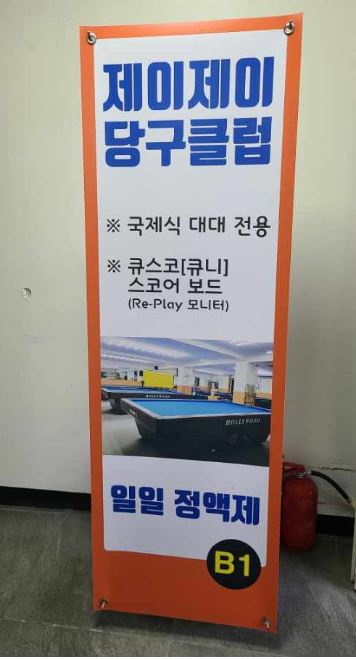 제이제이
당구클럽
※ 국제식 대대 전용
※ 큐스코[큐니]
스코어 보드
(Re-Play 모니터)
HOLLYWOOD
일일 정액제
B1